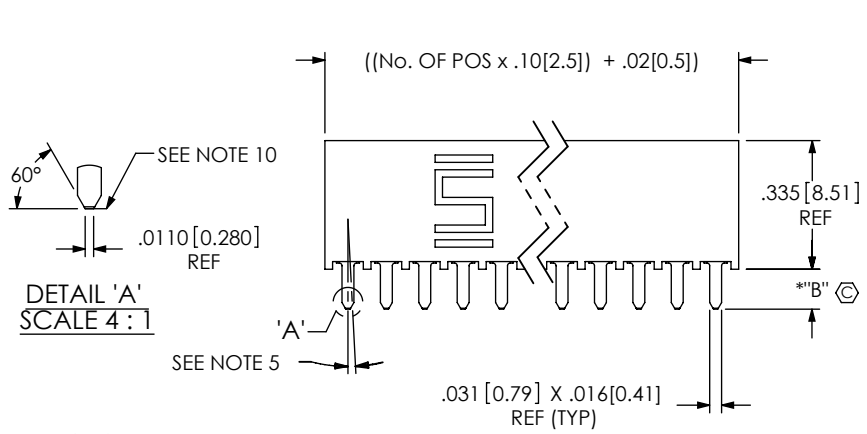 ((No. OF POS x .10[2.5]) + .02[0.5])
SEE NOTE 10
60°
.0110 [0.280]
REF
DETAIL 'A'
SCALE 4 : 1
.335 [8.51]
REF
*"B" C
'A'
SEE NOTE 5
.031 [0.79] X .016[0.41]
REF (TYP)